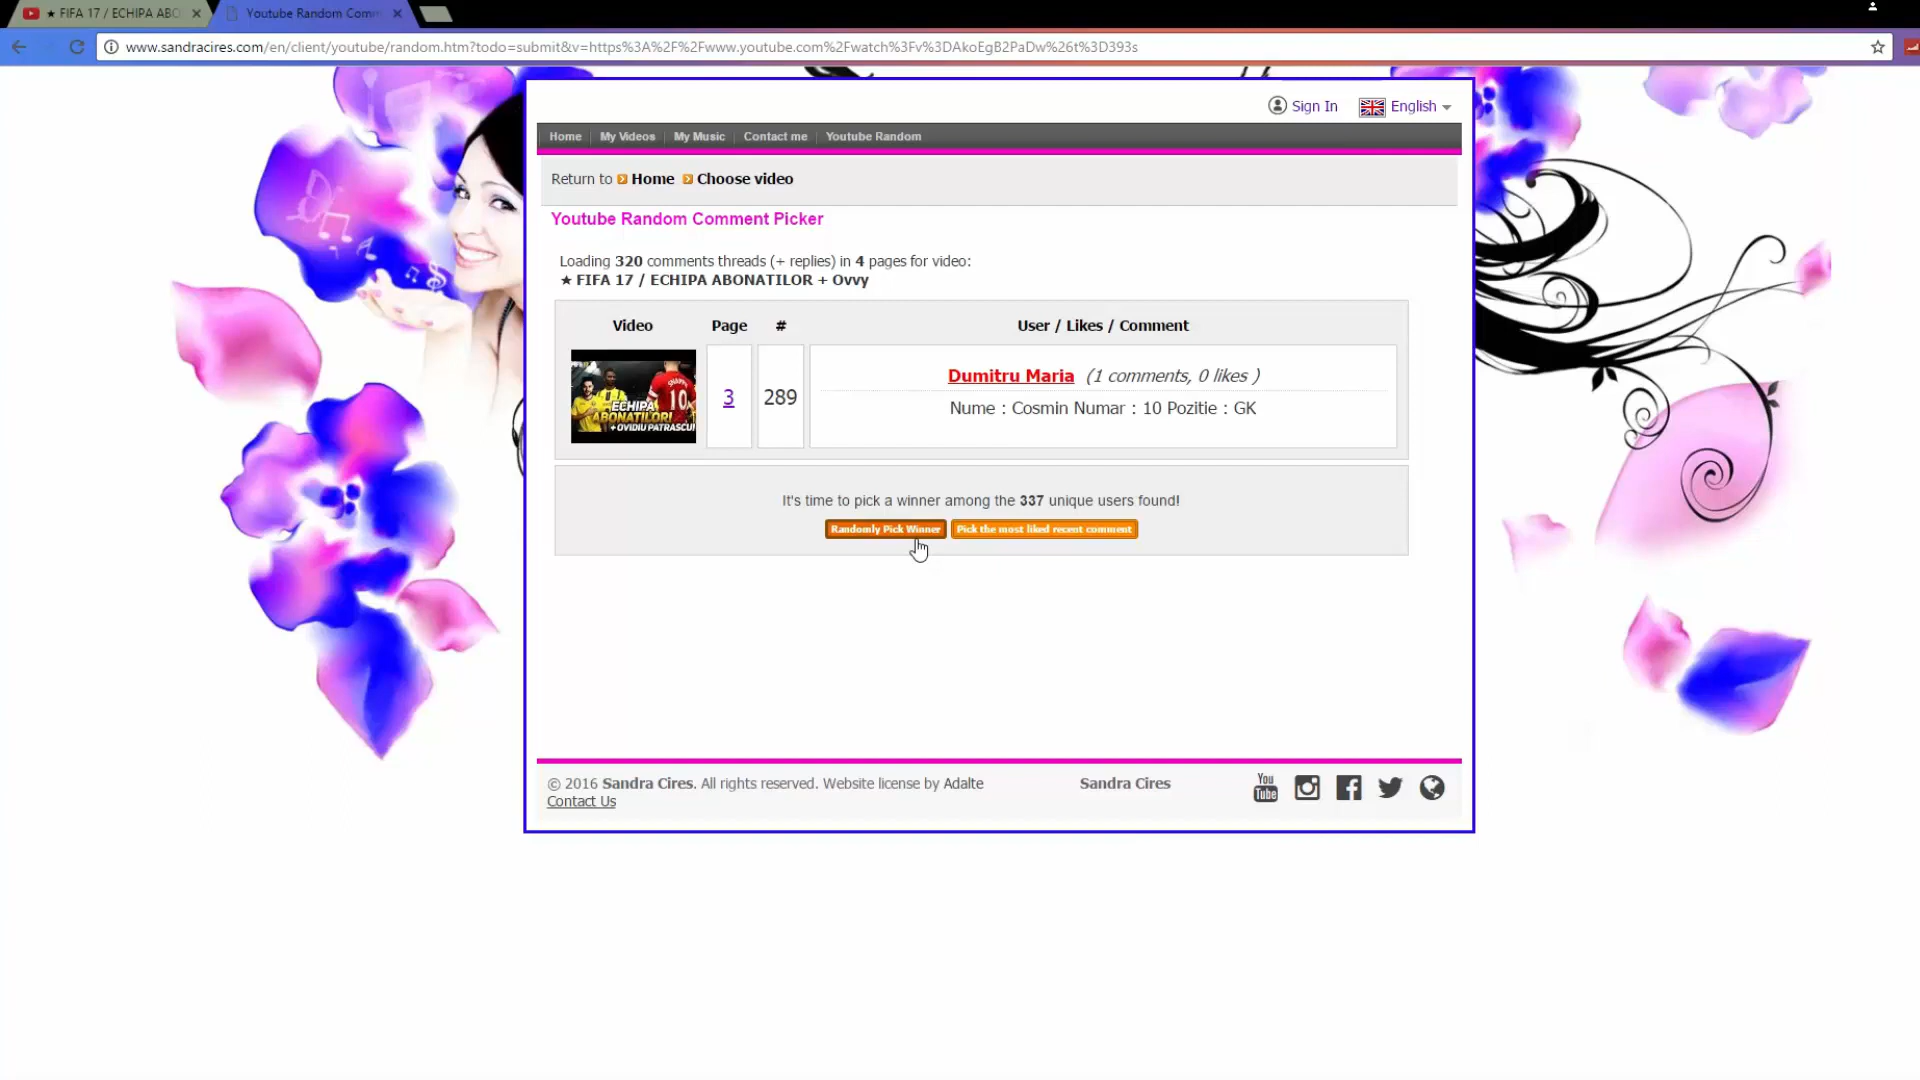 ★ FIFA 17 / ECHIPA ABO
Youtube Random Com
www.sandracires.com/en/client/youtube/random.htm?todo=submit&v=https%3A%2F%2Fwww.youtube.com%2Fwatch%3Fv%3DAkoEgB2PaDw%26t%3D393s
Sign In English
Home My Videos My Music Contact me Youtube Random
Return to Home Choose video
Youtube Random Comment Picker
Loading 320 comments threads (+ replies) in 4 pages for video:
★ FIFA 17 / ECHIPA ABONATILOR + Ovvy
Video Page # User / Likes / Comment
ECHIPA
ABONATILOR!
+ OVIDIU PATRASCU!
10
3 289
Dumitru Maria (1 comments, 0 likes )
Nume : Cosmin Numar : 10 Pozitie : GK
It's time to pick a winner among the 337 unique users found!
Randomly Pick Winner Pick the most liked recent comment
© 2016 Sandra Cires. All rights reserved. Website license by Adalte
Contact Us
Sandra Cires
You
Tube